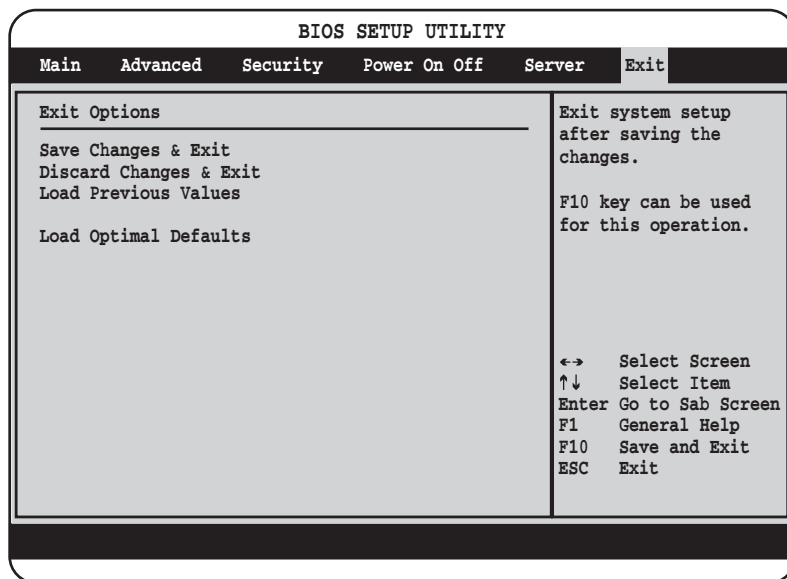 BIOS SETUP UTILITY
Main Advanced Security Power On Off Server Exit
Exit Options
Save Changes & Exit
Discard Changes & Exit
Load Previous Values
Load Optimal Defaults
Exit system setup
after saving the
changes.
F10 key can be used
for this operation.
←→ Select Screen
↑↓ Select Item
Enter Go to Sab Screen
F1 General Help
F10 Save and Exit
ESC Exit